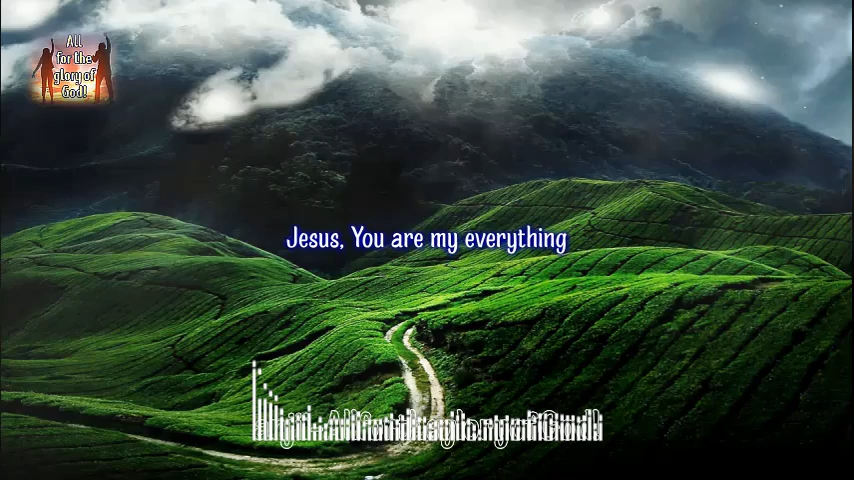 All
for the
glory of
God!
Jesus, You are my everything